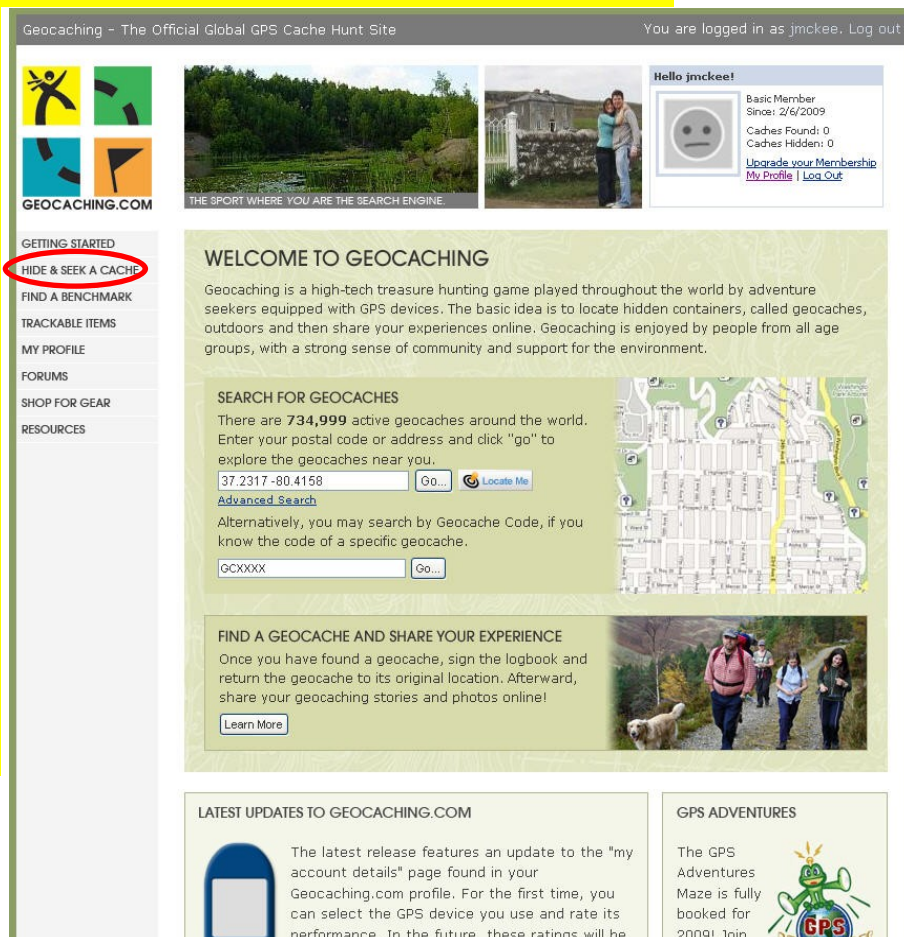 Geocaching - The Official Global GPS Cache Hunt Site
You are logged in as jmckee. Log out
GEOCACHING.COM
THE SPORT WHERE YOU ARE THE SEARCH ENGINE.
Hello jmckee!
Basic Member
Since: 2/6/2009
Caches Found: 0
Caches Hidden: 0
Upgrade your Membership
My Profile | Log Out
GETTING STARTED
HIDE & SEEK A CACHE
FIND A BENCHMARK
TRACKABLE ITEMS
MY PROFILE
FORUMS
SHOP FOR GEAR
RESOURCES
WELCOME TO GEOCACHING
Geocaching is a high-tech treasure hunting game played throughout the world by adventure
seekers equipped with GPS devices. The basic idea is to locate hidden containers, called geocaches,
outdoors and then share your experiences online. Geocaching is enjoyed by people from all age
groups, with a strong sense of community and support for the environment.
SEARCH FOR GEOCACHES
There are 734,999 active geocaches around the world.
Enter your postal code or address and click "go" to
explore the geocaches near you.
37.2317 -80.4158 Go... Locate Me
Advanced Search
Alternatively, you may search by Geocache Code, if you
know the code of a specific geocache.
GCXXXX Go...
FIND A GEOCACHE AND SHARE YOUR EXPERIENCE
Once you have found a geocache, sign the logbook and
return the geocache to its original location. Afterward,
share your geocaching stories and photos online!
Learn More
LATEST UPDATES TO GEOCACHING.COM
The latest release features an update to the "my
account details" page found in your
Geocaching.com profile. For the first time, you
can select the GPS device you use and rate its
performance. In the future, these ratings will be
GPS ADVENTURES
The GPS
Adventures
Maze is fully
booked for
2009! Join
GPS